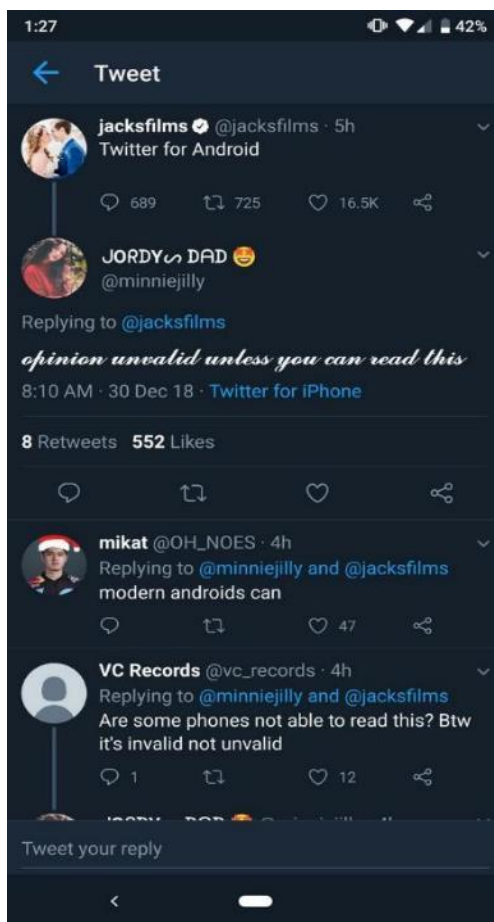 1:27 42%
Tweet
jacksfilms @jacksfilms · 5h
Twitter for Android
689 725 16.5K
JORDYᔕ DAD 🤩
@minniejilly
Replying to @jacksfilms
opinion unvalid unless you can read this
8:10 AM · 30 Dec 18 · Twitter for iPhone
8 Retweets 552 Likes
mikat @OH_NOES · 4h
Replying to @minniejilly and @jacksfilms
modern androids can
47
VC Records @vc_records · 4h
Replying to @minniejilly and @jacksfilms
Are some phones not able to read this? Btw
it's invalid not unvalid
1 12
Tweet your reply